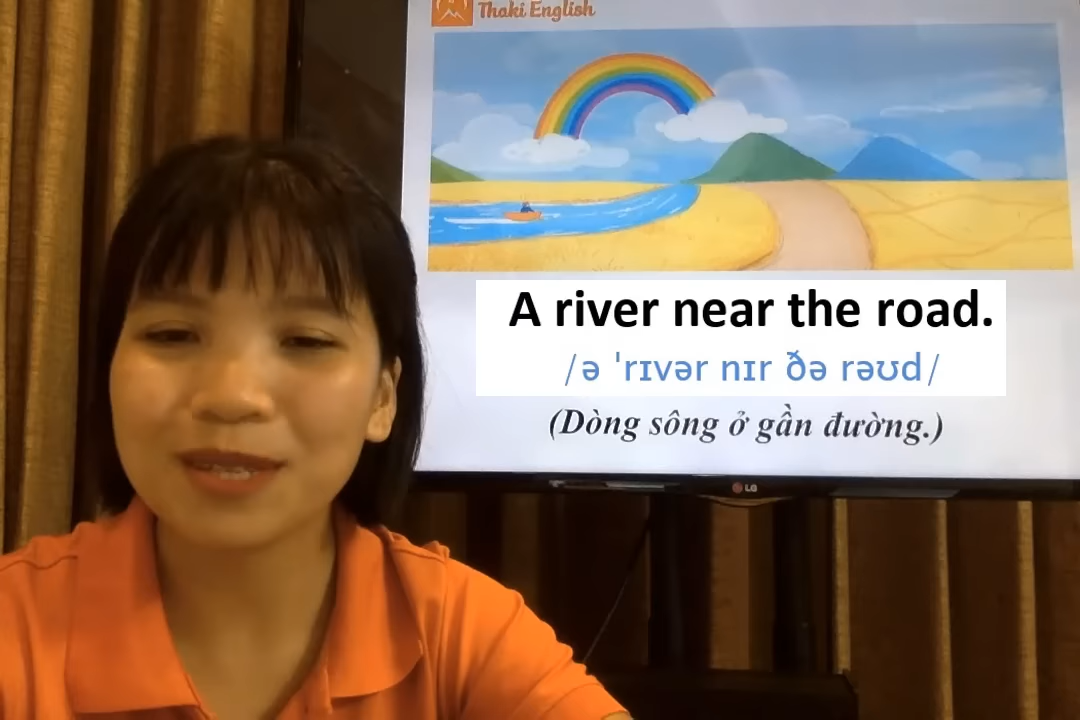 Thaki English
A river near the road.
/ə ˈrɪvər nɪr ðə rəʊd/
(Dòng sông ở gần đường.)
LG